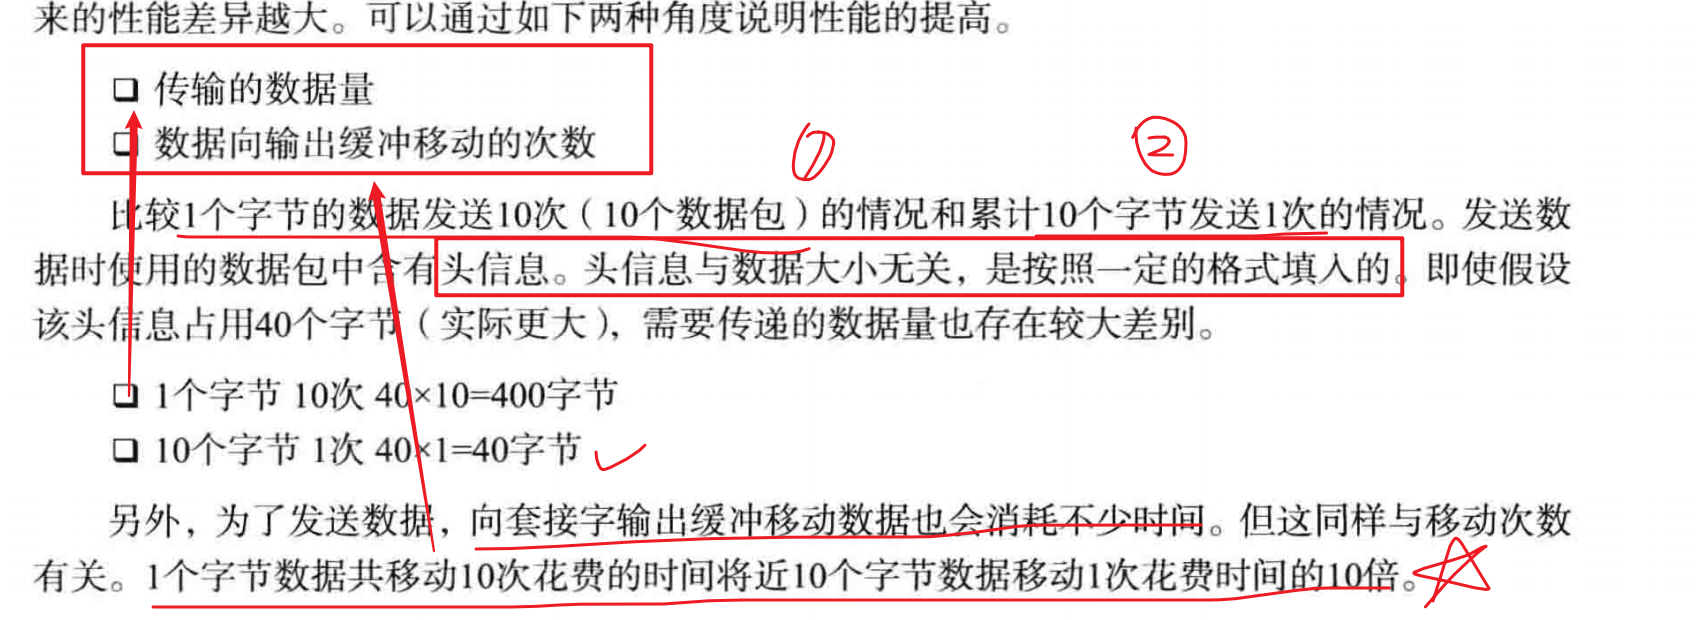 来的性能差异越大。可以通过如下两种角度说明性能的提高。
❑ 传输的数据量
❑ 数据向输出缓冲移动的次数
① ②
比较1个字节的数据发送10次（10个数据包）的情况和累计10个字节发送1次的情况。发送数
据时使用的数据包中含有头信息。头信息与数据大小无关，是按照一定的格式填入的。即使假设
该头信息占用40个字节（实际更大），需要传递的数据量也存在较大差别。
❑ 1个字节 10次 40×10=400字节
❑ 10个字节 1次 40×1=40字节
另外，为了发送数据，向套接字输出缓冲移动数据也会消耗不少时间。但这同样与移动次数
有关。1个字节数据共移动10次花费的时间将近10个字节数据移动1次花费时间的10倍。